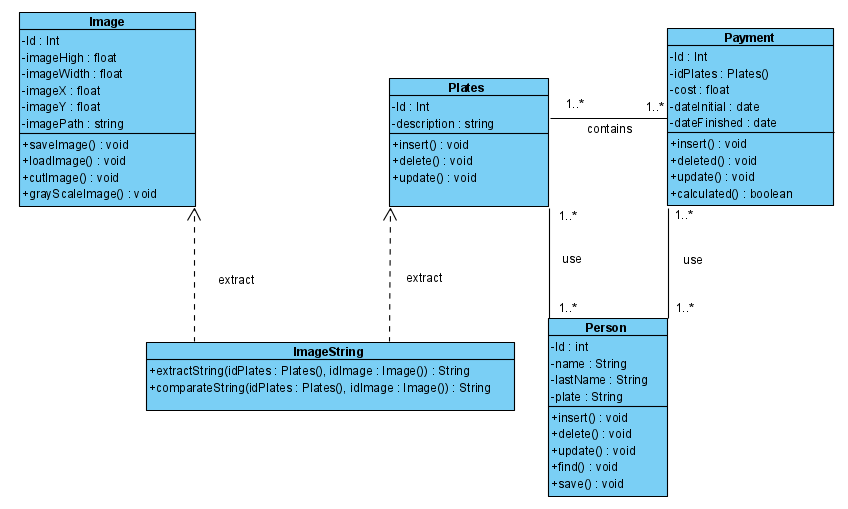 Image
-Id : Int
-imageHigh : float
-imageWidth : float
-imageX : float
-imageY : float
-imagePath : string
+saveImage() : void
+loadImage() : void
+cutImage() : void
+grayScaleImage() : void
Plates
-Id : Int
-description : string
+insert() : void
+delete() : void
+update() : void
Payment
-Id : Int
-idPlates : Plates()
-cost : float
-dateInitial : date
-dateFinished : date
+insert() : void
+deleted() : void
+update() : void
+calculated() : boolean
1..*
1..*
contains
extract
extract
1..*
use
1..*
1..*
use
1..*
ImageString
+extractString(idPlates : Plates(), idImage : Image()) : String
+comparateString(idPlates : Plates(), idImage : Image()) : String
Person
-Id : int
-name : String
-lastName : String
-plate : String
+insert() : void
+delete() : void
+update() : void
+find() : void
+save() : void